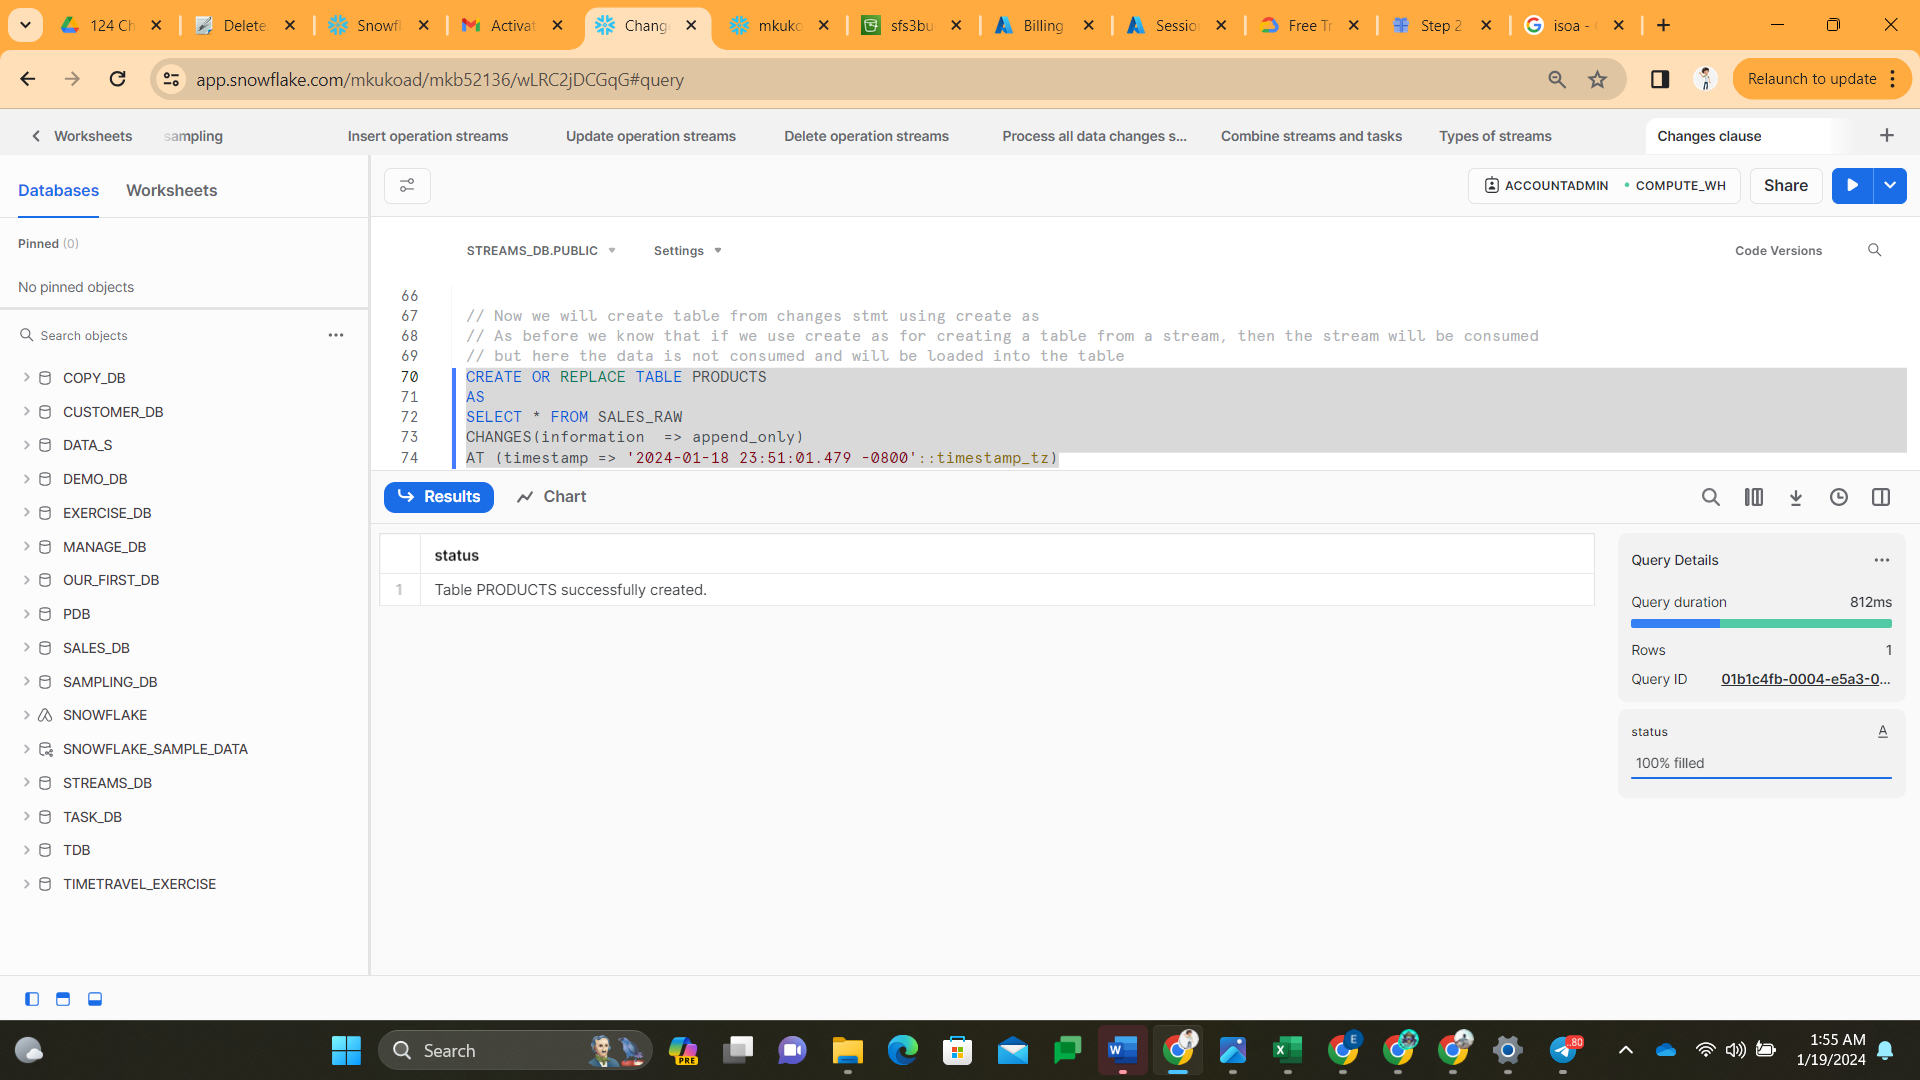 124 Ch
Delete
Snowfl
Activat
Chang
mkuko
sfs3bu
Billing
Sessio
Free Tr
Step 2
isoa -
app.snowflake.com/mkukoad/mkb52136/wLRC2jDCGqG#query
Relaunch to update
Worksheets
sampling
Insert operation streams
Update operation streams
Delete operation streams
Process all data changes s...
Combine streams and tasks
Types of streams
Changes clause
Databases
Worksheets
ACCOUNTADMIN
COMPUTE_WH
Share
Pinned (0)
No pinned objects
STREAMS_DB.PUBLIC
Settings
Code Versions
Search objects
COPY_DB
CUSTOMER_DB
DATA_S
DEMO_DB
EXERCISE_DB
MANAGE_DB
OUR_FIRST_DB
PDB
SALES_DB
SAMPLING_DB
SNOWFLAKE
SNOWFLAKE_SAMPLE_DATA
STREAMS_DB
TASK_DB
TDB
TIMETRAVEL_EXERCISE
66
67 // Now we will create table from changes stmt using create as
68 // As before we know that if we use create as for creating a table from a stream, then the stream will be consumed
69 // but here the data is not consumed and will be loaded into the table
70 CREATE OR REPLACE TABLE PRODUCTS
71 AS
72 SELECT * FROM SALES_RAW
73 CHANGES(information  => append_only)
74 AT (timestamp => '2024-01-18 23:51:01.479 -0800'::timestamp_tz)
Results
Chart
status
1 Table PRODUCTS successfully created.
Query Details
Query duration 812ms
Rows 1
Query ID 01b1c4fb-0004-e5a3-0...
status A
100% filled
Search
PRE
E
80
1:55 AM
1/19/2024